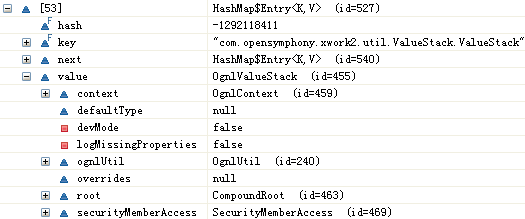 [53] HashMap$Entry<K,V> (id=527)
F hash -1292118411
F key "com.opensymphony.xwork2.util.ValueStack.ValueStack"
next HashMap$Entry<K,V> (id=540)
value OgnlValueStack (id=455)
context OgnlContext (id=459)
defaultType null
devMode false
logMissingProperties false
ognlUtil OgnlUtil (id=240)
overrides null
root CompoundRoot (id=463)
securityMemberAccess SecurityMemberAccess (id=469)